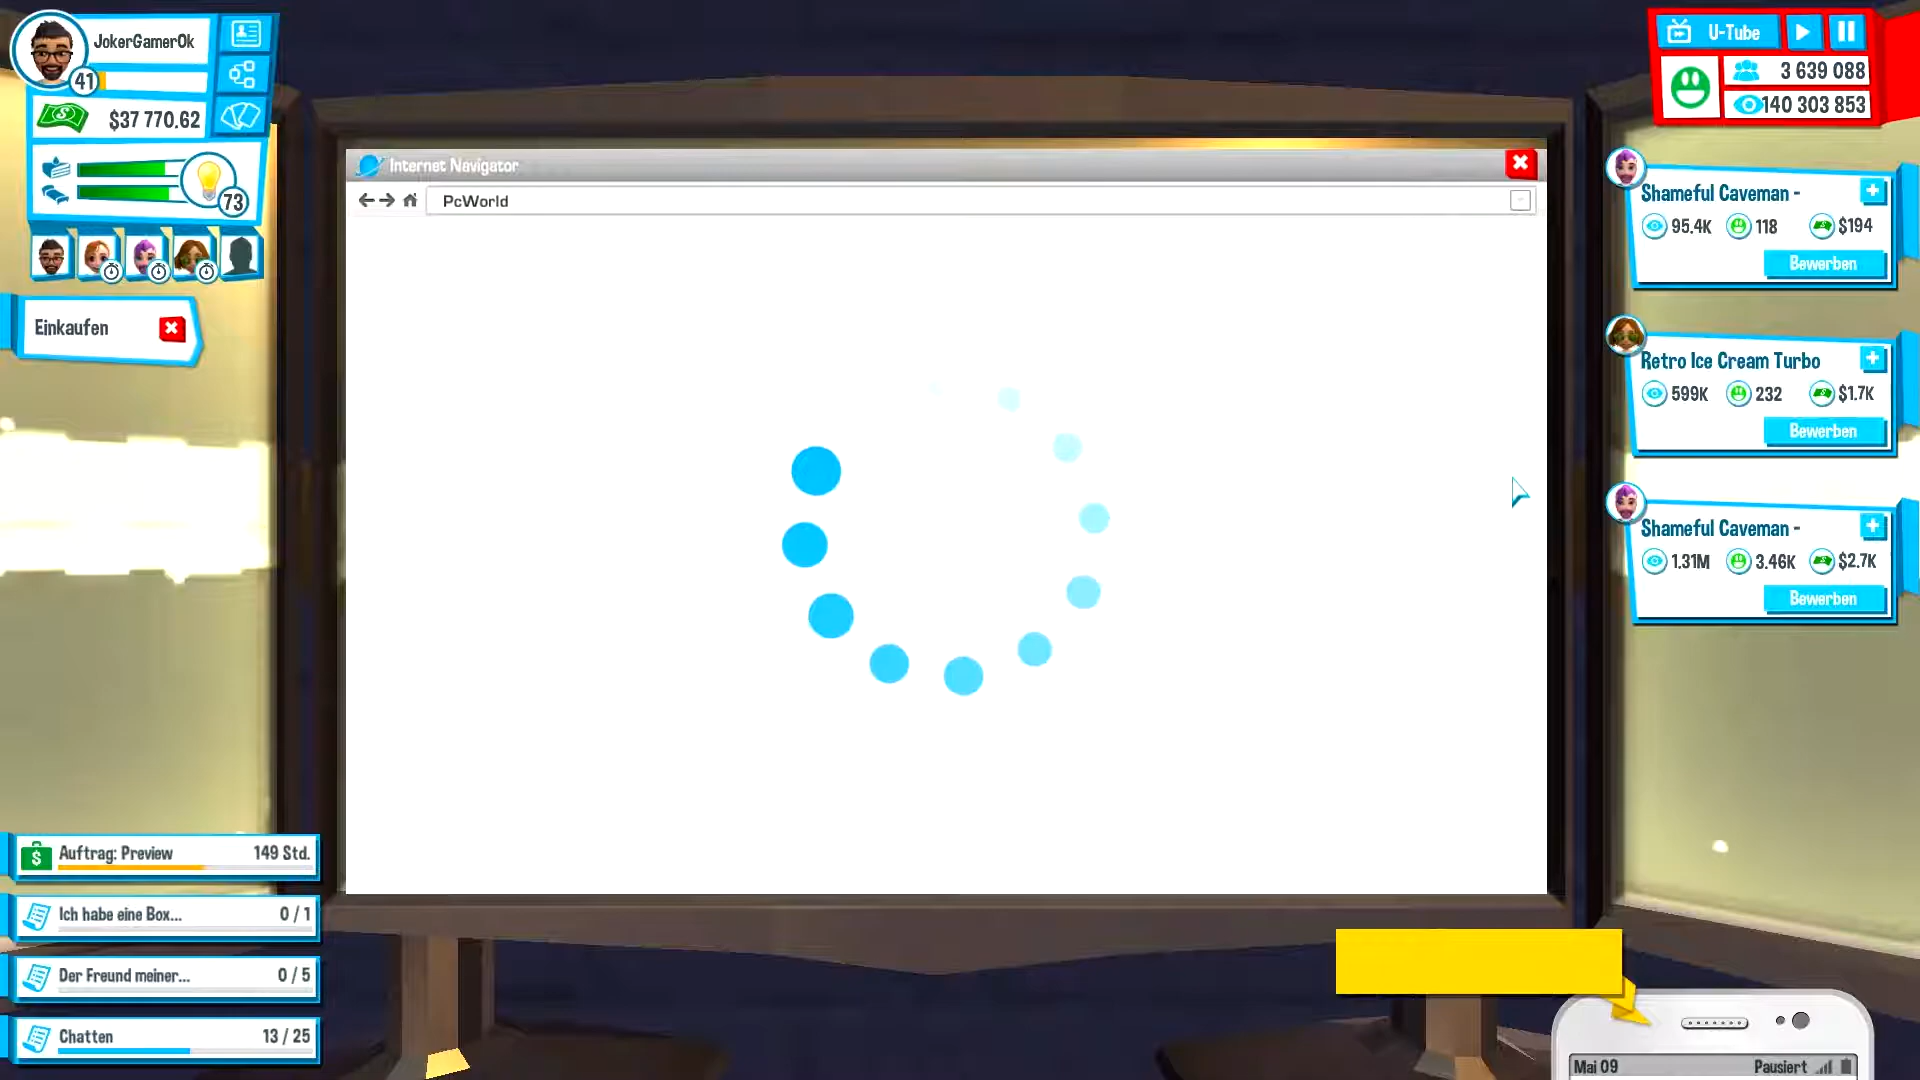 JokerGamerOk
41
$37 770.62
73
Einkaufen
Auftrag: Preview 149 Std.
Ich habe eine Box... 0 / 1
Der Freund meiner... 0 / 5
Chatten 13 / 25
Internet Navigator
PcWorld
U-Tube
3 639 088
140 303 853
Shameful Caveman -
95.4K 118 $194
Bewerben
Retro Ice Cream Turbo
599K 232 $1.7K
Bewerben
Shameful Caveman -
1.31M 3.46K $2.7K
Bewerben
Mai 09 Pausiert